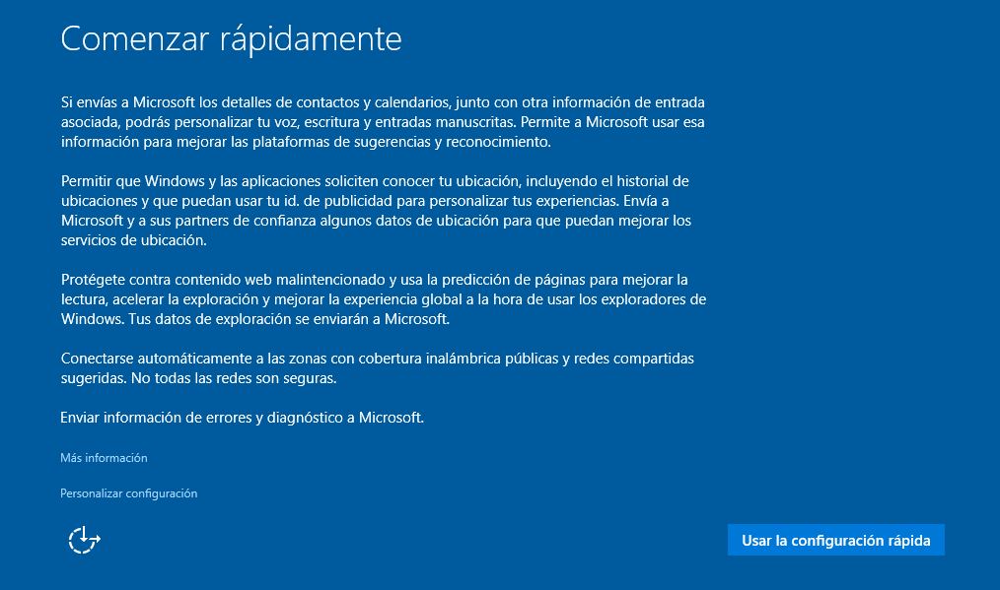 Comenzar rápidamente
Si envías a Microsoft los detalles de contactos y calendarios, junto con otra información de entrada
asociada, podrás personalizar tu voz, escritura y entradas manuscritas. Permite a Microsoft usar esa
información para mejorar las plataformas de sugerencias y reconocimiento.
Permitir que Windows y las aplicaciones soliciten conocer tu ubicación, incluyendo el historial de
ubicaciones y que puedan usar tu id. de publicidad para personalizar tus experiencias. Envía a
Microsoft y a sus partners de confianza algunos datos de ubicación para que puedan mejorar los
servicios de ubicación.
Protégete contra contenido web malintencionado y usa la predicción de páginas para mejorar la
lectura, acelerar la exploración y mejorar la experiencia global a la hora de usar los exploradores de
Windows. Tus datos de exploración se enviarán a Microsoft.
Conectarse automáticamente a las zonas con cobertura inalámbrica públicas y redes compartidas
sugeridas. No todas las redes son seguras.
Enviar información de errores y diagnóstico a Microsoft.
Más información
Personalizar configuración
Usar la configuración rápida